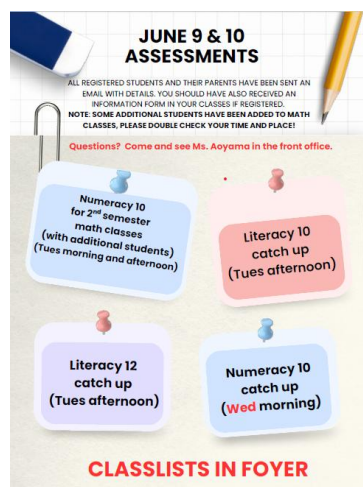 JUNE 9 & 10
ASSESSMENTS
ALL REGISTERED STUDENTS AND THEIR PARENTS HAVE BEEN SENT AN
EMAIL WITH DETAILS. YOU SHOULD HAVE ALSO RECEIVED AN
INFORMATION FORM IN YOUR CLASSES IF REGISTERED.
NOTE: SOME ADDITIONAL STUDENTS HAVE BEEN ADDED TO MATH
CLASSES, PLEASE DOUBLE CHECK YOUR TIME AND PLACE!
Questions? Come and see Ms. Aoyama in the front office.
Numeracy 10
for 2nd semester
math classes
(with additional students)
(Tues morning and afternoon)
Literacy 10
catch up
(Tues afternoon)
Literacy 12
catch up
(Tues afternoon)
Numeracy 10
catch up
(Wed morning)
CLASSLISTS IN FOYER